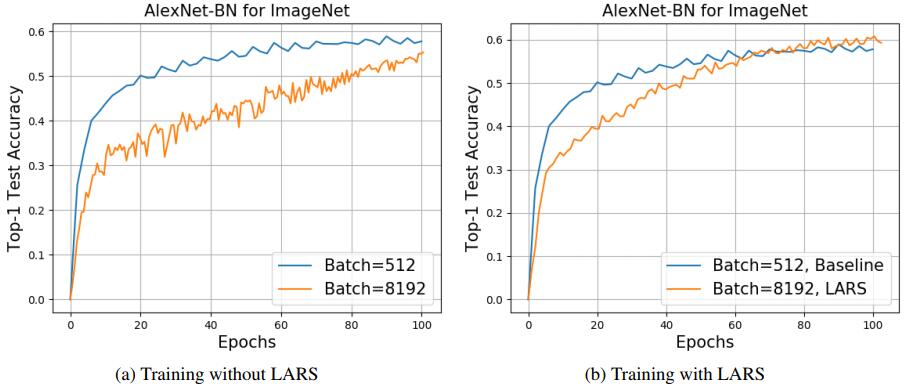 AlexNet-BN for ImageNet
Top-1 Test Accuracy
0.6
0.5
0.4
0.3
0.2
0.1
0.0
Batch=512
Batch=8192
0 20 40 60 80 100
Epochs
(a) Training without LARS
AlexNet-BN for ImageNet
Top-1 Test Accuracy
0.6
0.5
0.4
0.3
0.2
0.1
0.0
Batch=512, Baseline
Batch=8192, LARS
0 20 40 60 80 100
Epochs
(b) Training with LARS